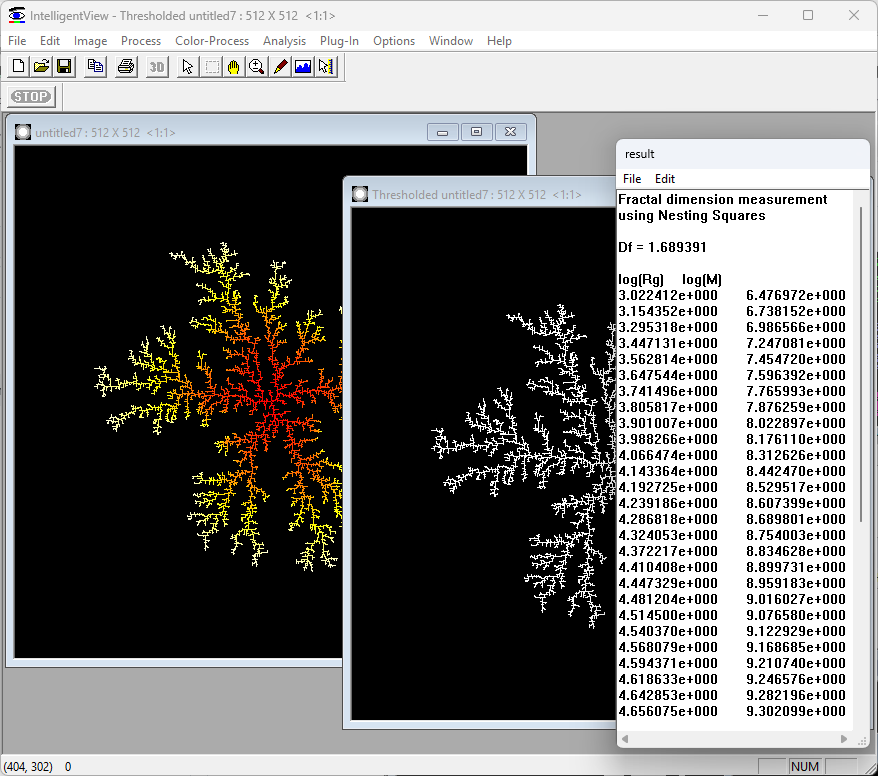 IntelligentView - Thresholded untitled7 : 512 X 512 <1:1>
File Edit Image Process Color-Process Analysis Plug-In Options Window Help
3D
STOP
untitled7 : 512 X 512 <1:1>
Thresholded untitled7 : 512 X 512 <1:1>
result
File Edit
Fractal dimension measurement
using Nesting Squares
Df = 1.689391
log(Rg) log(M)
3.022412e+000 6.476972e+000
3.154352e+000 6.738152e+000
3.295318e+000 6.986566e+000
3.447131e+000 7.247081e+000
3.562814e+000 7.454720e+000
3.647544e+000 7.596392e+000
3.741496e+000 7.765993e+000
3.805817e+000 7.876259e+000
3.901007e+000 8.022897e+000
3.988266e+000 8.176110e+000
4.066474e+000 8.312626e+000
4.143364e+000 8.442470e+000
4.192725e+000 8.529517e+000
4.239186e+000 8.607399e+000
4.286818e+000 8.689801e+000
4.324053e+000 8.754003e+000
4.372217e+000 8.834628e+000
4.410408e+000 8.899731e+000
4.447329e+000 8.959183e+000
4.481204e+000 9.016027e+000
4.514500e+000 9.076580e+000
4.540370e+000 9.122929e+000
4.568079e+000 9.168685e+000
4.594371e+000 9.210740e+000
4.618633e+000 9.246576e+000
4.642853e+000 9.282196e+000
4.656075e+000 9.302099e+000
(404, 302) 0
NUM